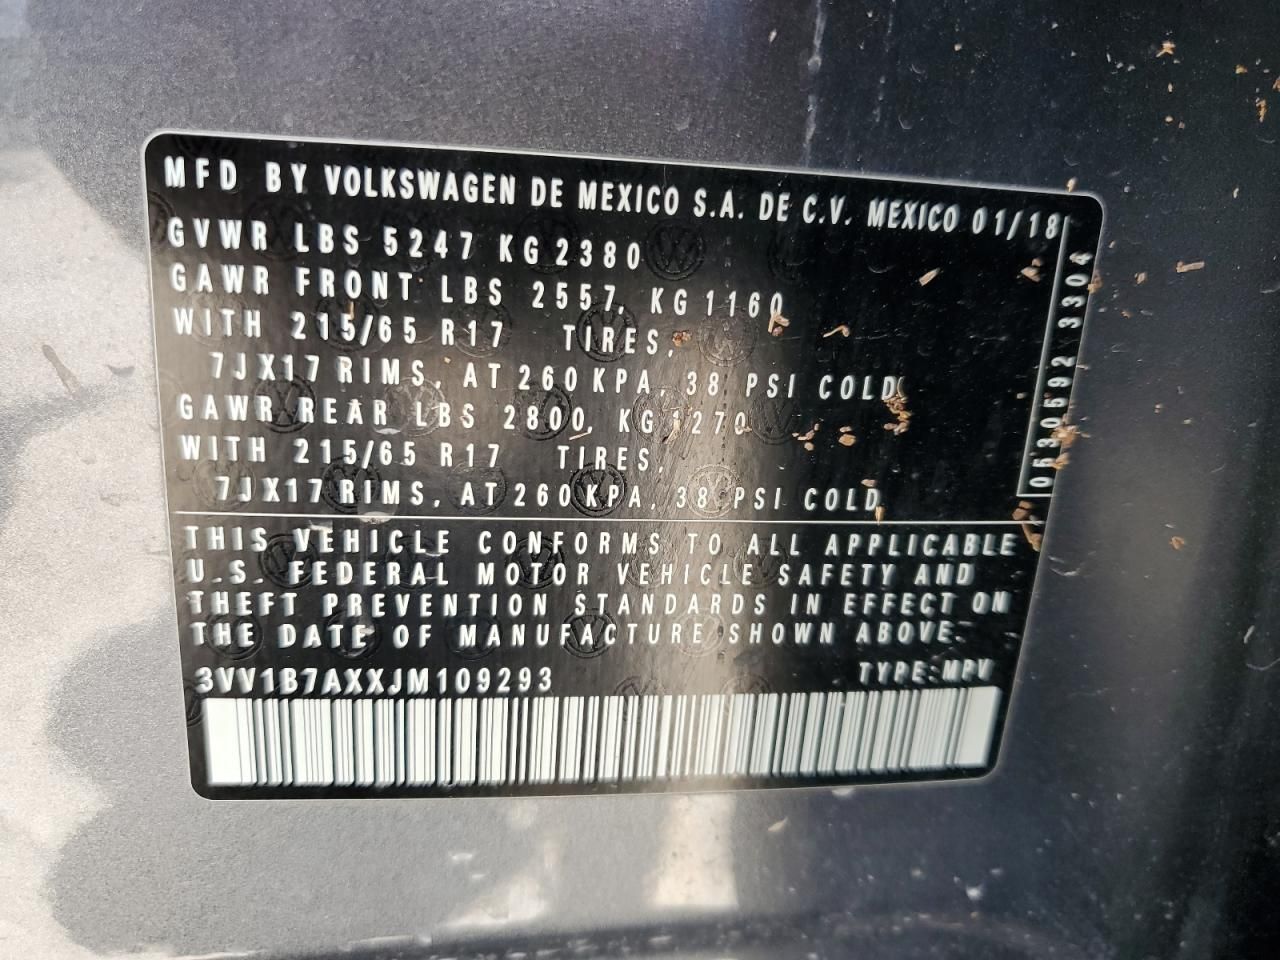 MFD BY VOLKSWAGEN DE MEXICO S.A. DE C.V. MEXICO 01/18
GVWR LBS 5247 KG 2380
GAWR FRONT LBS 2557, KG 1160
WITH 215/65 R17 TIRES,
7JX17 RIMS, AT 260 KPA, 38 PSI COLD
GAWR REAR LBS 2800, KG 1270
WITH 215/65 R17 TIRES,
7JX17 RIMS, AT 260 KPA, 38 PSI COLD
0530592 3304
THIS VEHICLE CONFORMS TO ALL APPLICABLE
U.S. FEDERAL MOTOR VEHICLE SAFETY AND
THEFT PREVENTION STANDARDS IN EFFECT ON
THE DATE OF MANUFACTURE SHOWN ABOVE.
3VV1B7AXXJM109293 TYPE:MPV